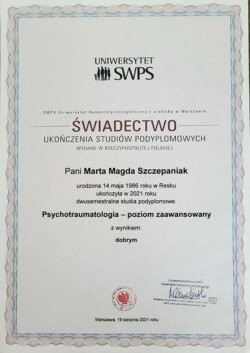 UNIWERSYTET
SWPS
SWPS Uniwersytet Humanistycznospołeczny z siedzibą w Warszawie
ŚWIADECTWO
UKOŃCZENIA STUDIÓW PODYPLOMOWYCH
WYDANE W RZECZYPOSPOLITEJ POLSKIEJ
Pani Marta Magda Szczepaniak
urodzona 14 maja 1986 roku w Resku
ukończyła w 2021 roku
dwusemestralne studia podyplomowe:
Psychotraumatologia – poziom zaawansowany
z wynikiem:
dobrym
Warszawa, 19 sierpnia 2021 roku